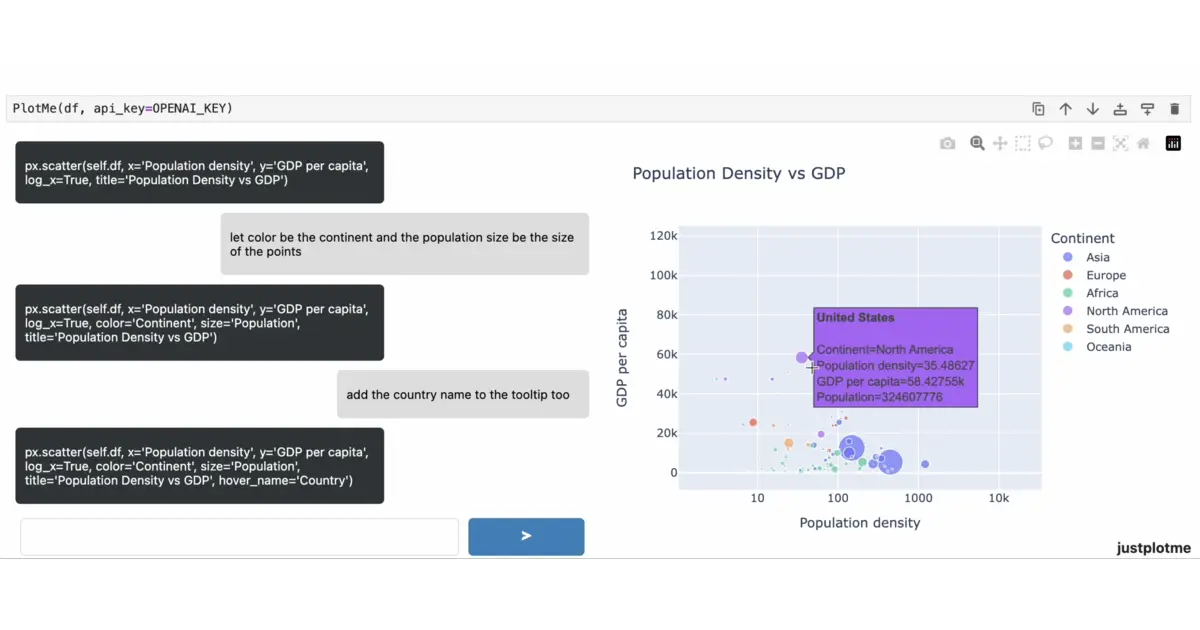 PlotMe(df, api_key=OPENAI_KEY)
px.scatter(self.df, x='Population density', y='GDP per capita',
log_x=True, title='Population Density vs GDP')
let color be the continent and the population size be the size
of the points
px.scatter(self.df, x='Population density', y='GDP per capita',
log_x=True, color='Continent', size='Population',
title='Population Density vs GDP')
add the country name to the tooltip too
px.scatter(self.df, x='Population density', y='GDP per capita',
log_x=True, color='Continent', size='Population',
title='Population Density vs GDP', hover_name='Country')
>
Population Density vs GDP
120k
100k
80k
60k
40k
20k
0
GDP per capita
10
100
1000
10k
Population density
United States
Continent=North America
Population density=35.48627
GDP per capita=58.42755k
Population=324607776
Continent
Asia
Europe
Africa
North America
South America
Oceania
justplotme